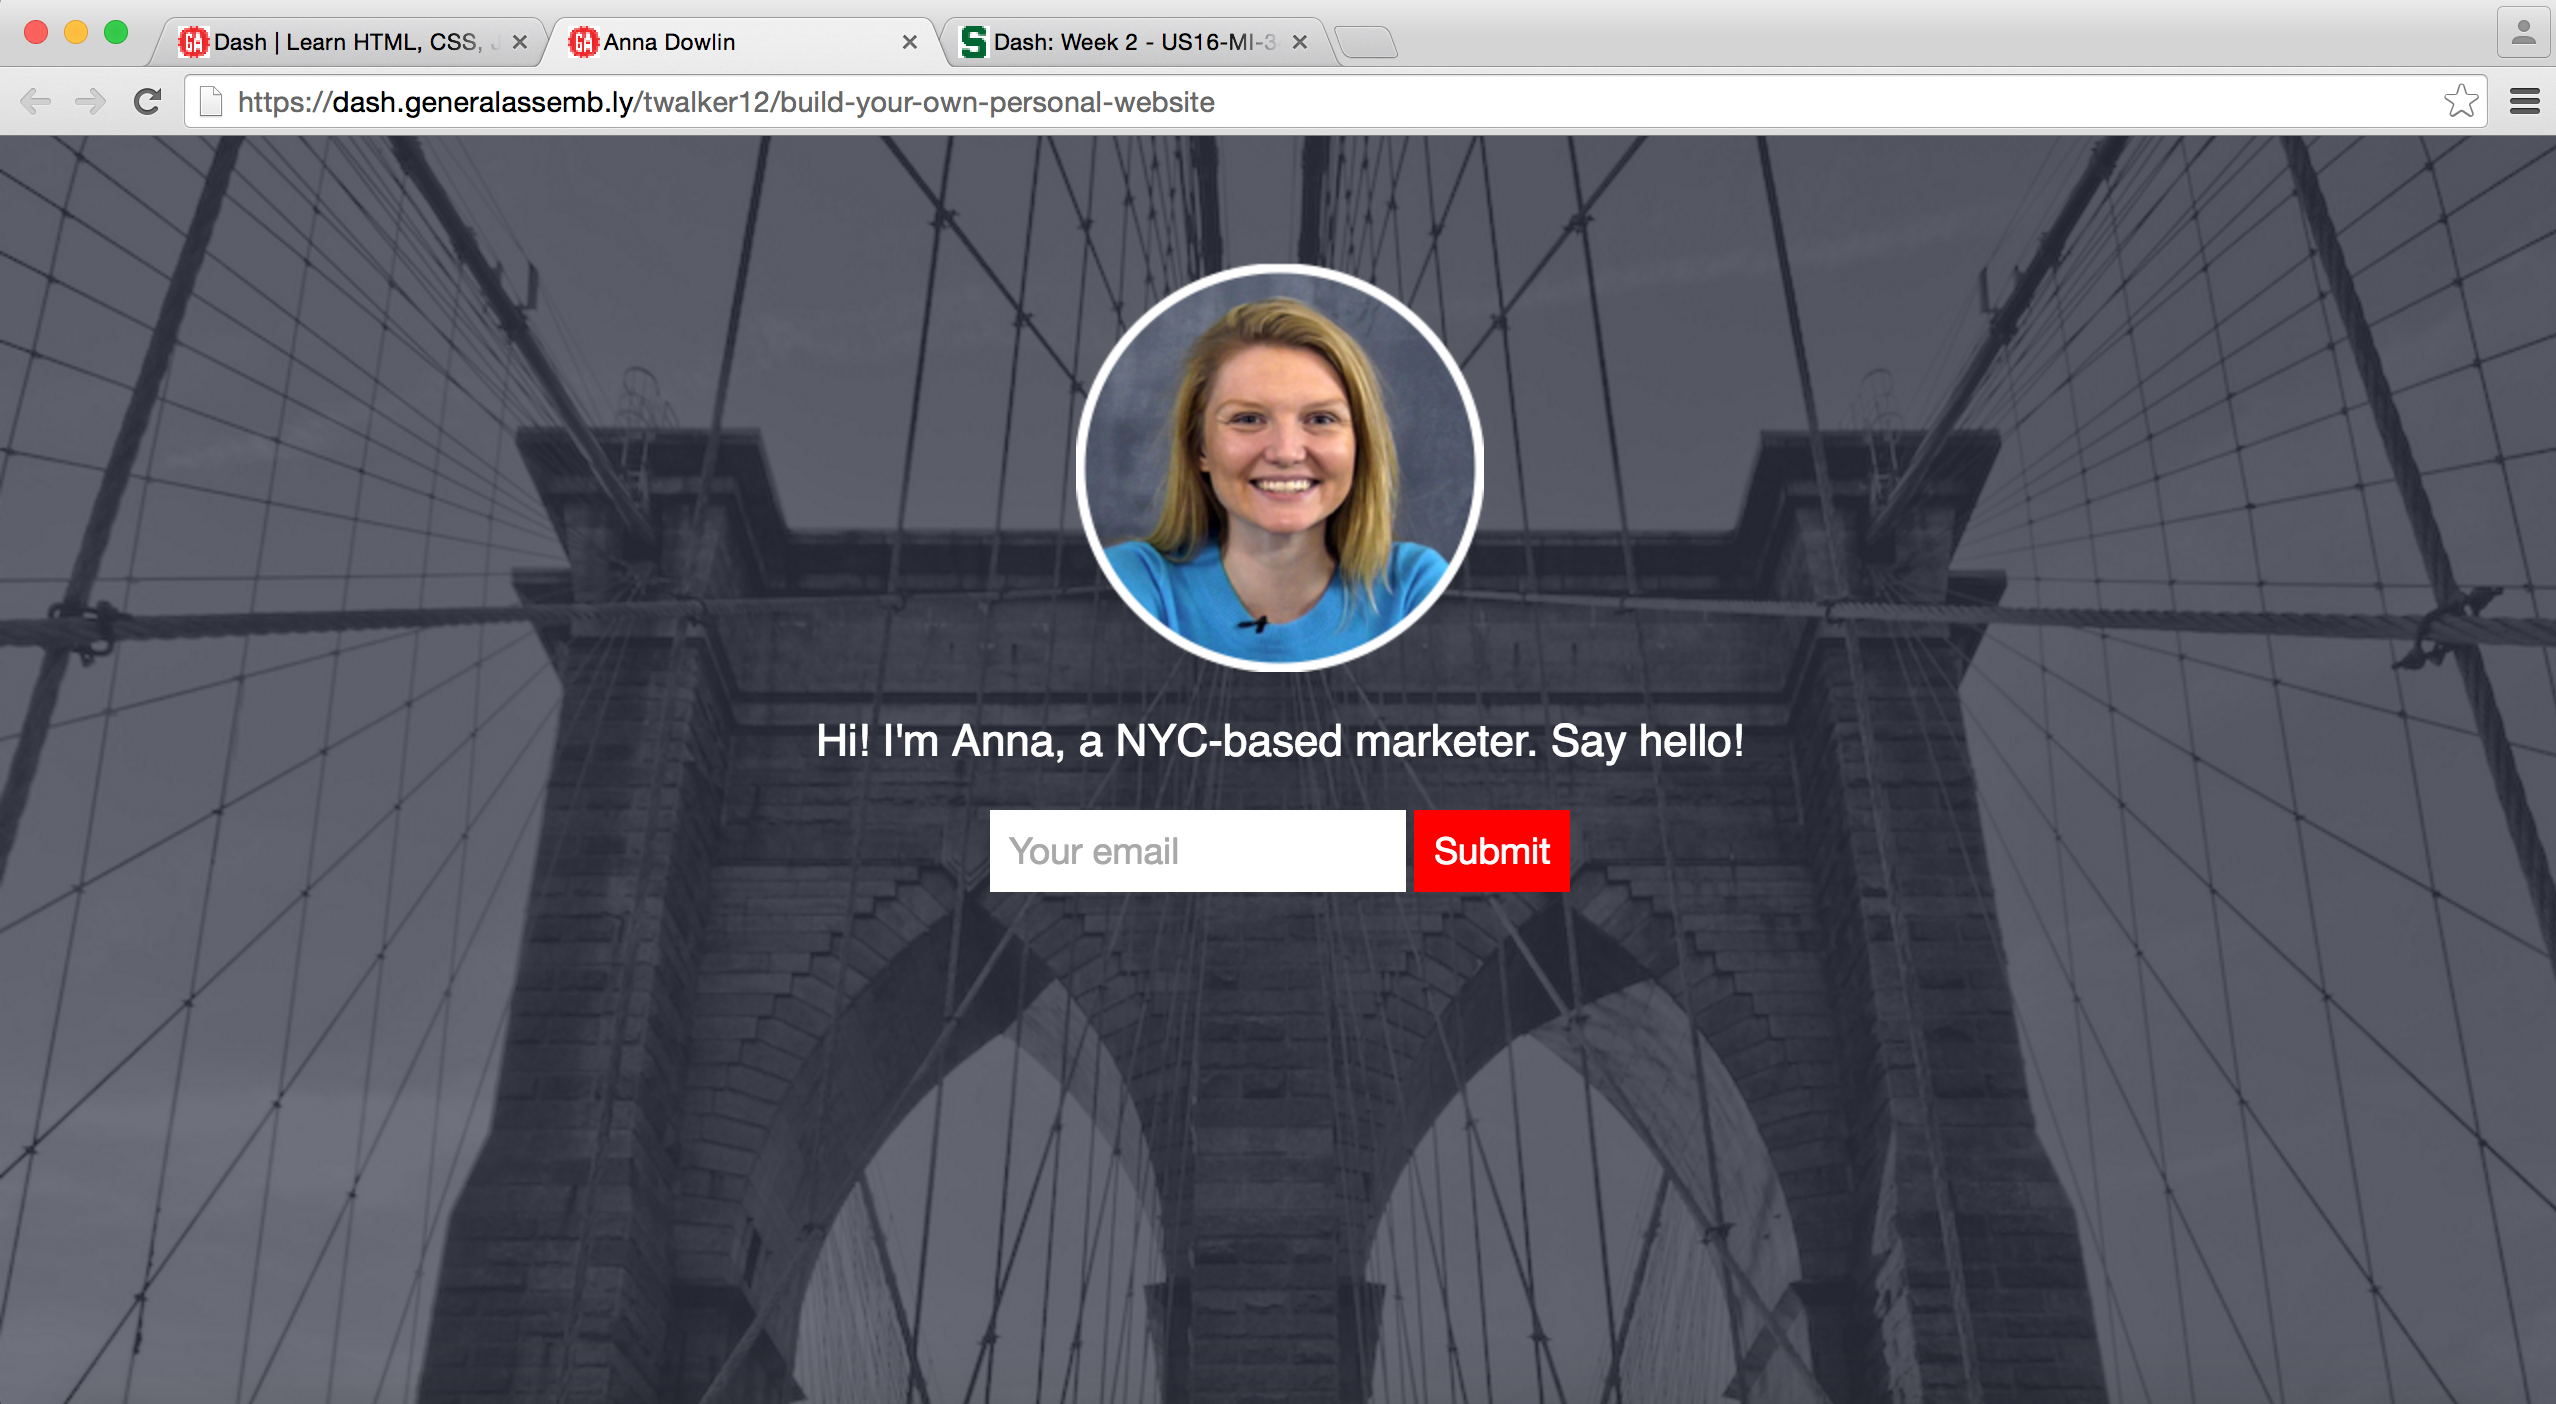 Dash | Learn HTML, CSS, J
Anna Dowlin
Dash: Week 2 - US16-MI-3
https://dash.generalassemb.ly/twalker12/build-your-own-personal-website
Hi! I'm Anna, a NYC-based marketer. Say hello!
Your email
Submit